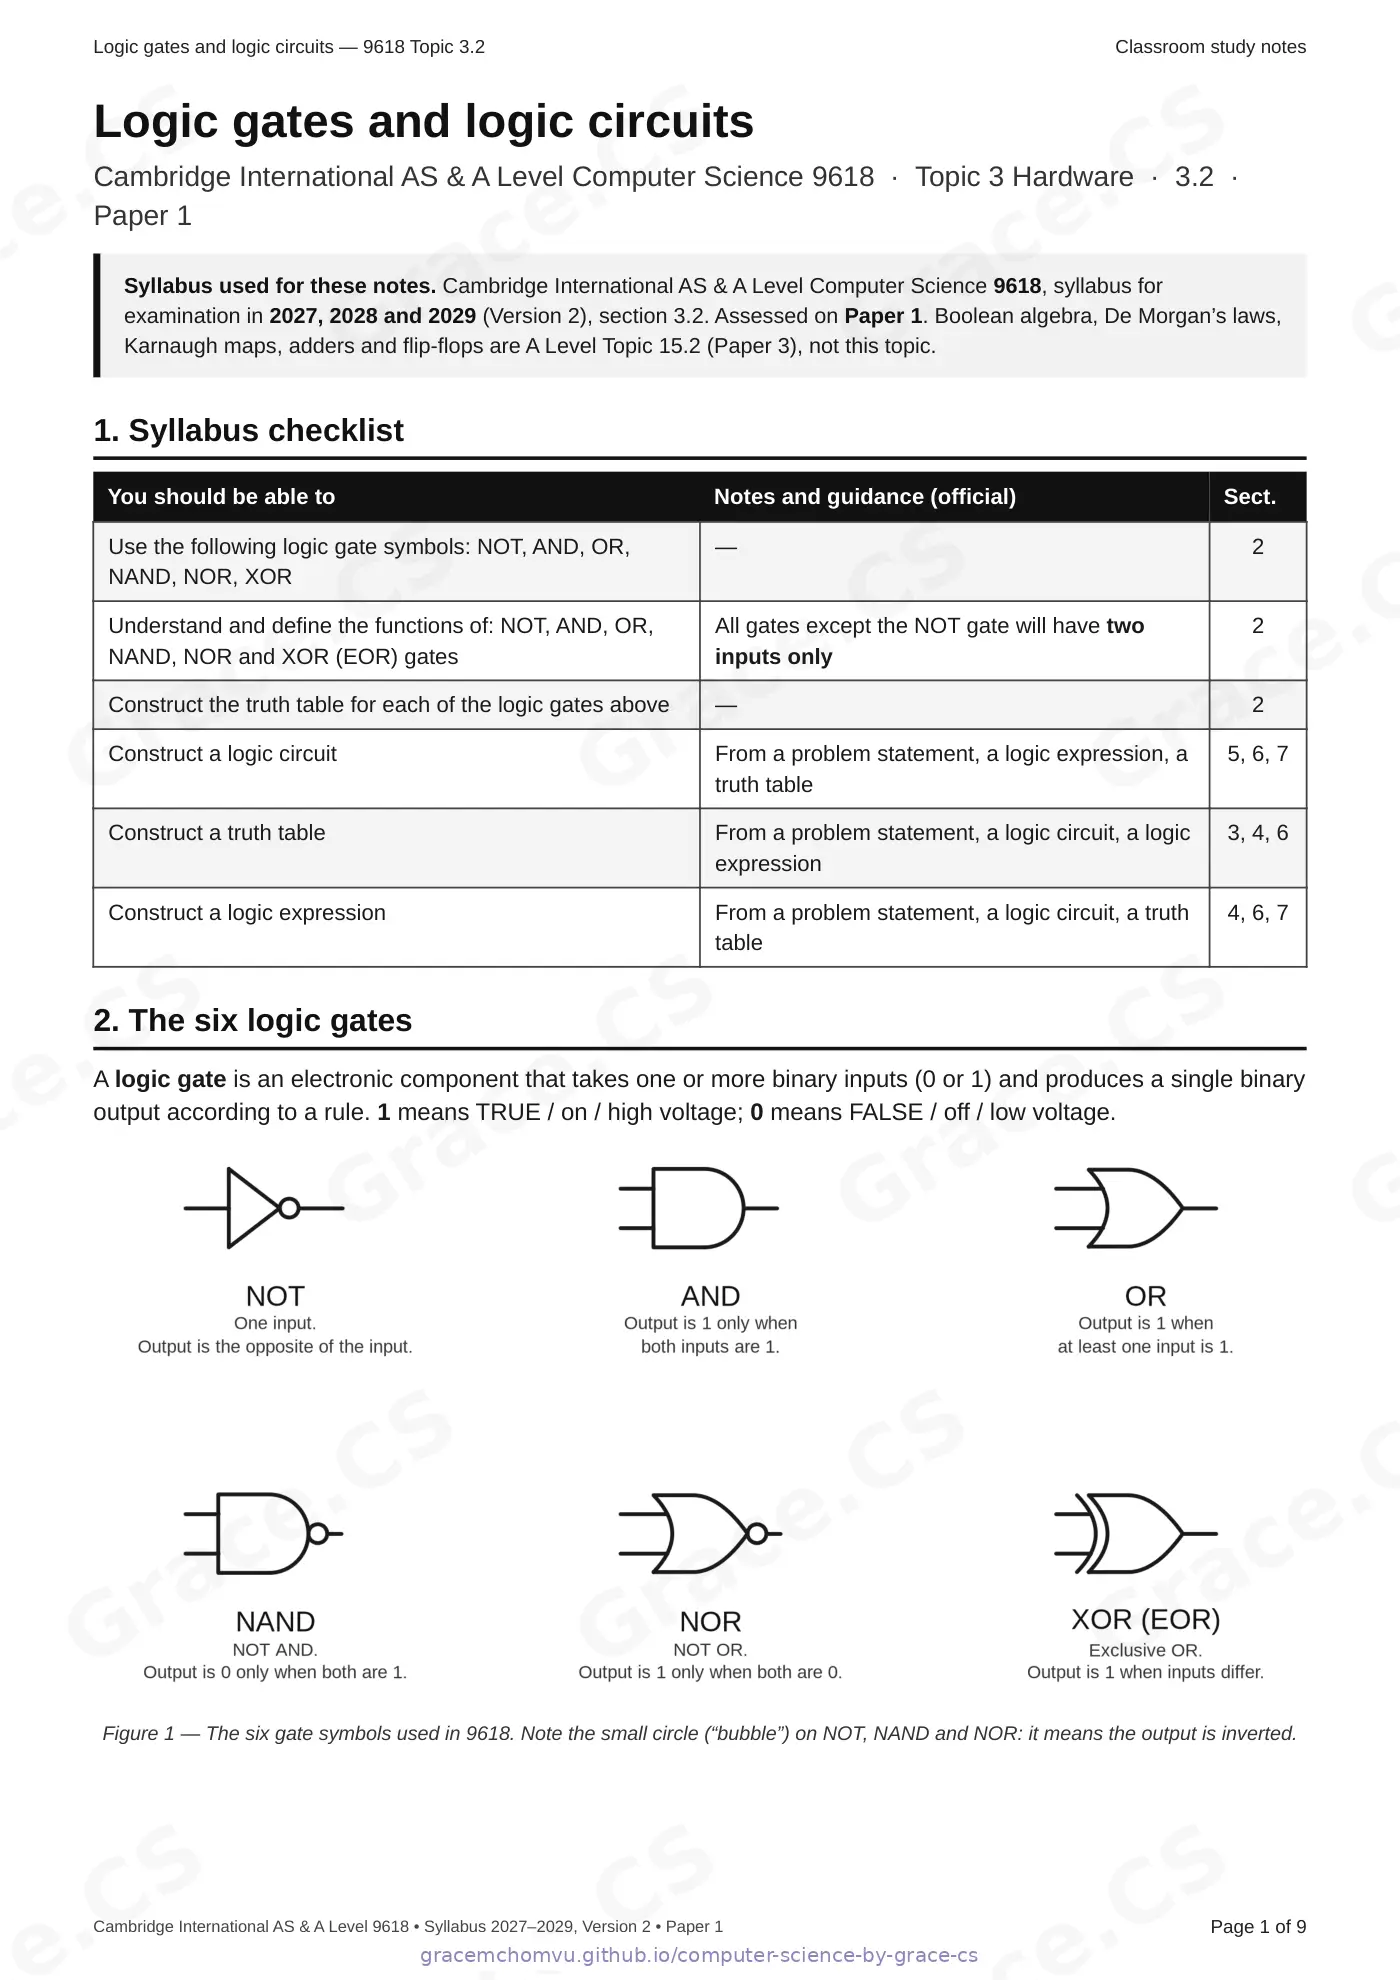 Logic gates and logic circuits — 9618 Topic 3.2
Classroom study notes
Logic gates and logic circuits
Cambridge International AS & A Level Computer Science 9618 · Topic 3 Hardware · 3.2 ·
Paper 1
Syllabus used for these notes. Cambridge International AS & A Level Computer Science 9618, syllabus for
examination in 2027, 2028 and 2029 (Version 2), section 3.2. Assessed on Paper 1. Boolean algebra, De Morgan’s laws,
Karnaugh maps, adders and flip-flops are A Level Topic 15.2 (Paper 3), not this topic.
1. Syllabus checklist
You should be able to
Notes and guidance (official)
Sect.
Use the following logic gate symbols: NOT, AND, OR,
NAND, NOR, XOR
—
2
Understand and define the functions of: NOT, AND, OR,
NAND, NOR and XOR (EOR) gates
All gates except the NOT gate will have two
inputs only
2
Construct the truth table for each of the logic gates above
—
2
Construct a logic circuit
From a problem statement, a logic expression, a
truth table
5, 6, 7
Construct a truth table
From a problem statement, a logic circuit, a logic
expression
3, 4, 6
Construct a logic expression
From a problem statement, a logic circuit, a truth
table
4, 6, 7
2. The six logic gates
A logic gate is an electronic component that takes one or more binary inputs (0 or 1) and produces a single binary
output according to a rule. 1 means TRUE / on / high voltage; 0 means FALSE / off / low voltage.
NOT
One input.
Output is the opposite of the input.
AND
Output is 1 only when
both inputs are 1.
OR
Output is 1 when
at least one input is 1.
NAND
NOT AND.
Output is 0 only when both are 1.
NOR
NOT OR.
Output is 1 only when both are 0.
XOR (EOR)
Exclusive OR.
Output is 1 when inputs differ.
Figure 1 — The six gate symbols used in 9618. Note the small circle (“bubble”) on NOT, NAND and NOR: it means the output is inverted.
Cambridge International AS & A Level 9618 • Syllabus 2027–2029, Version 2 • Paper 1
Page 1 of 9
gracemchomvu.github.io/computer-science-by-grace-cs
Grace.CS